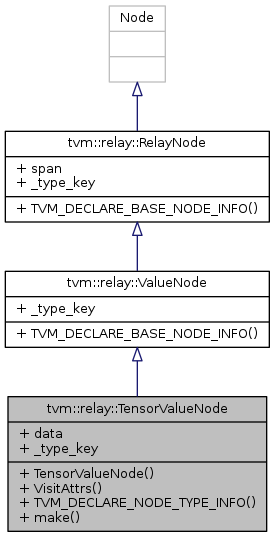 Node
tvm::relay::RelayNode
+ span
+ _type_key
+ TVM_DECLARE_BASE_NODE_INFO()
tvm::relay::ValueNode
+ _type_key
+ TVM_DECLARE_BASE_NODE_INFO()
tvm::relay::TensorValueNode
+ data
+ _type_key
+ TensorValueNode()
+ VisitAttrs()
+ TVM_DECLARE_NODE_TYPE_INFO()
+ make()